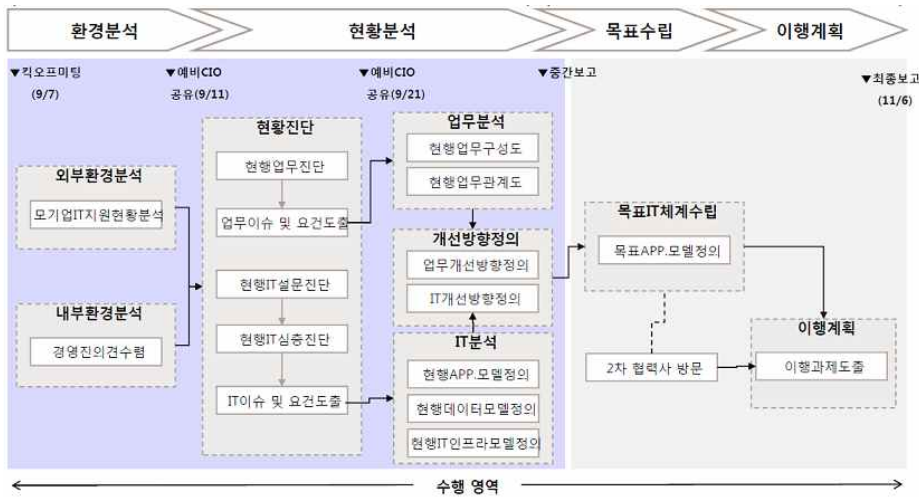 환경분석
현황분석
목표수립
이행계획
▼킥오프미팅
(9/7)
▼예비CIO
공유(9/11)
▼예비CIO
공유(9/21)
▼중간보고
▼최종보고
(11/6)
외부환경분석
모기업IT지원현황분석
내부환경분석
경영진의견수렴
현황진단
현행업무진단
업무이슈 및 요건도출
현행IT설문진단
현행IT심층진단
IT이슈 및 요건도출
업무분석
현행업무구성도
현행업무관계도
개선방향정의
업무개선방향정의
IT개선방향정의
IT분석
현행APP.모델정의
현행데이터모델정의
현행IT인프라모델정의
목표IT체계수립
목표APP.모델정의
2차 협력사 방문
이행계획
이행과제도출
수행 영역